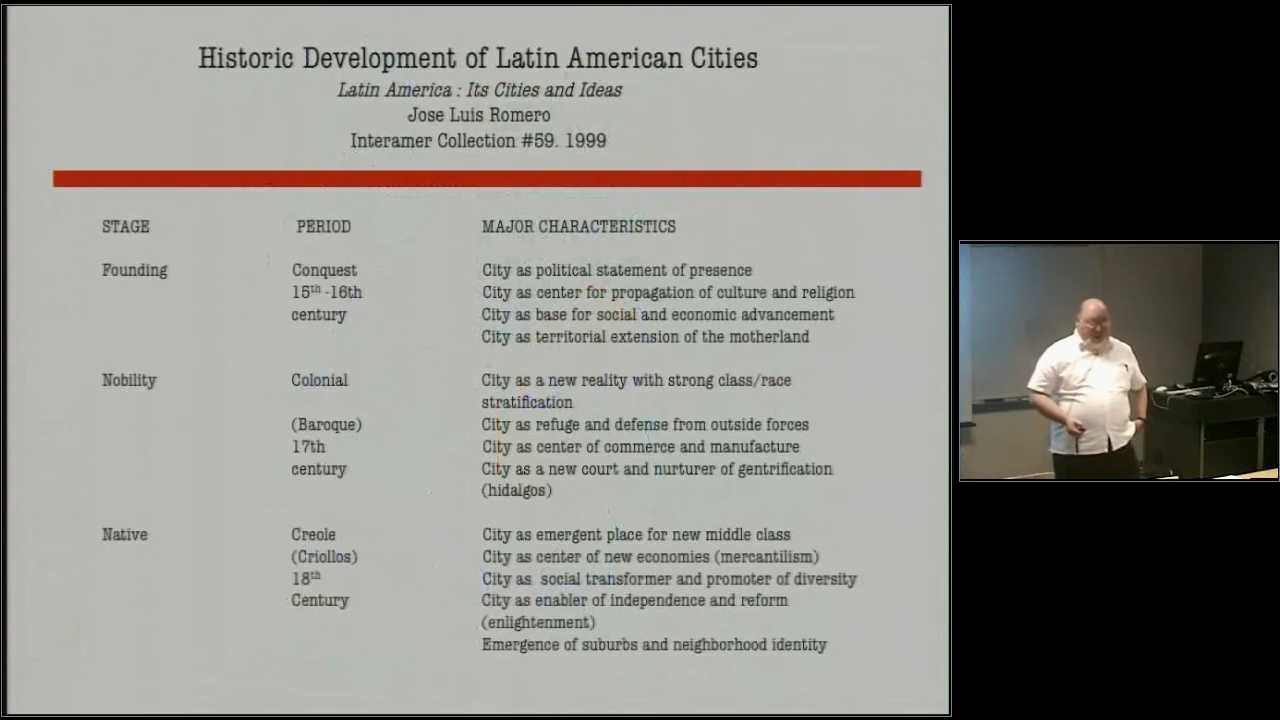 Historic Development of Latin American Cities
Latin America : Its Cities and Ideas
Jose Luis Romero
Interamer Collection #59. 1999
STAGE PERIOD MAJOR CHARACTERISTICS
Founding Conquest City as political statement of presence
15th -16th City as center for propagation of culture and religion
century City as base for social and economic advancement
City as territorial extension of the motherland
Nobility Colonial City as a new reality with strong class/race
stratification
(Baroque) City as refuge and defense from outside forces
17th City as center of commerce and manufacture
century City as a new court and nurturer of gentrification
(hidalgos)
Native Creole City as emergent place for new middle class
(Criollos) City as center of new economies (mercantilism)
18th City as social transformer and promoter of diversity
Century City as enabler of independence and reform
(enlightenment)
Emergence of suburbs and neighborhood identity